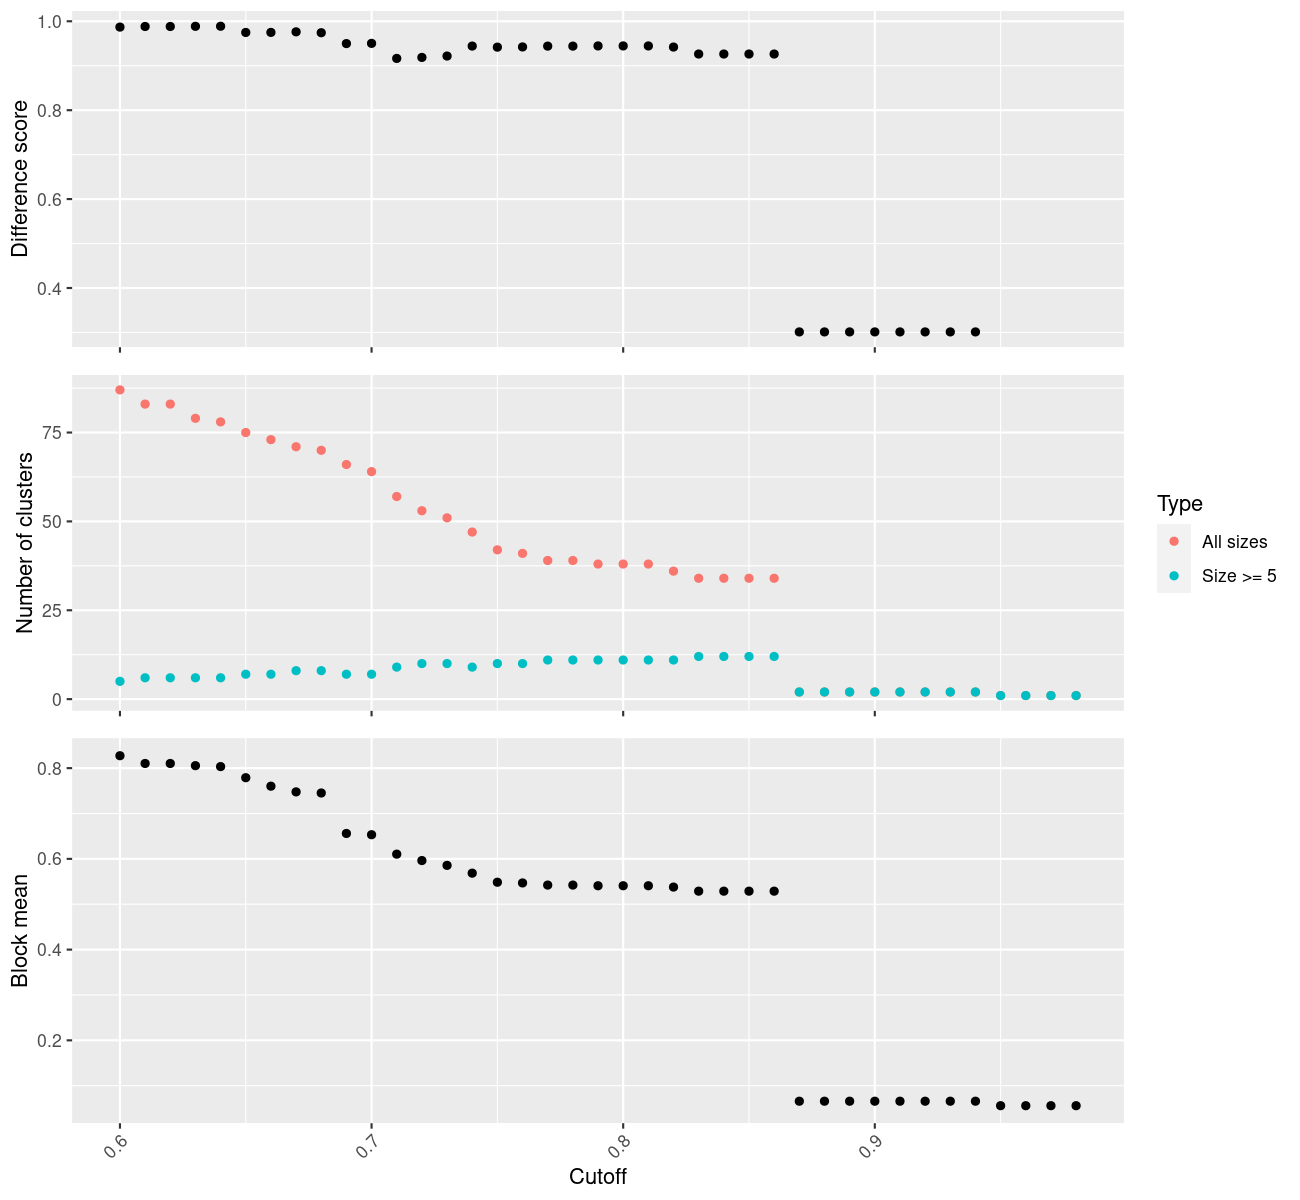 1.0
0.8
0.6
0.4
Difference score
75
50
25
0
Number of clusters
Type
All sizes
Size >= 5
0.8
0.6
0.4
0.2
Block mean
0.6
0.7
0.8
0.9
Cutoff